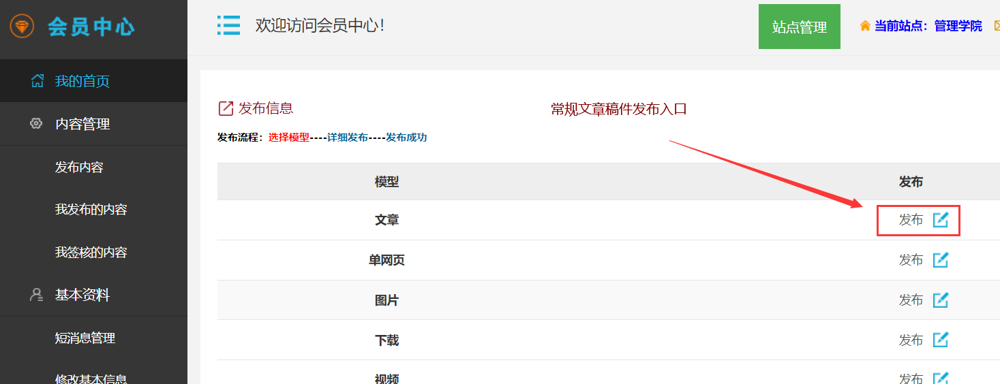 会员中心
欢迎访问会员中心！
站点管理
当前站点：管理学院
我的首页
内容管理
发布内容
我发布的内容
我签核的内容
基本资料
短消息管理
修改基本信息
发布信息
常规文章稿件发布入口
发布流程：选择模型----详细发布----发布成功
模型 发布
文章 发布
单网页 发布
图片 发布
下载 发布
视频 发布